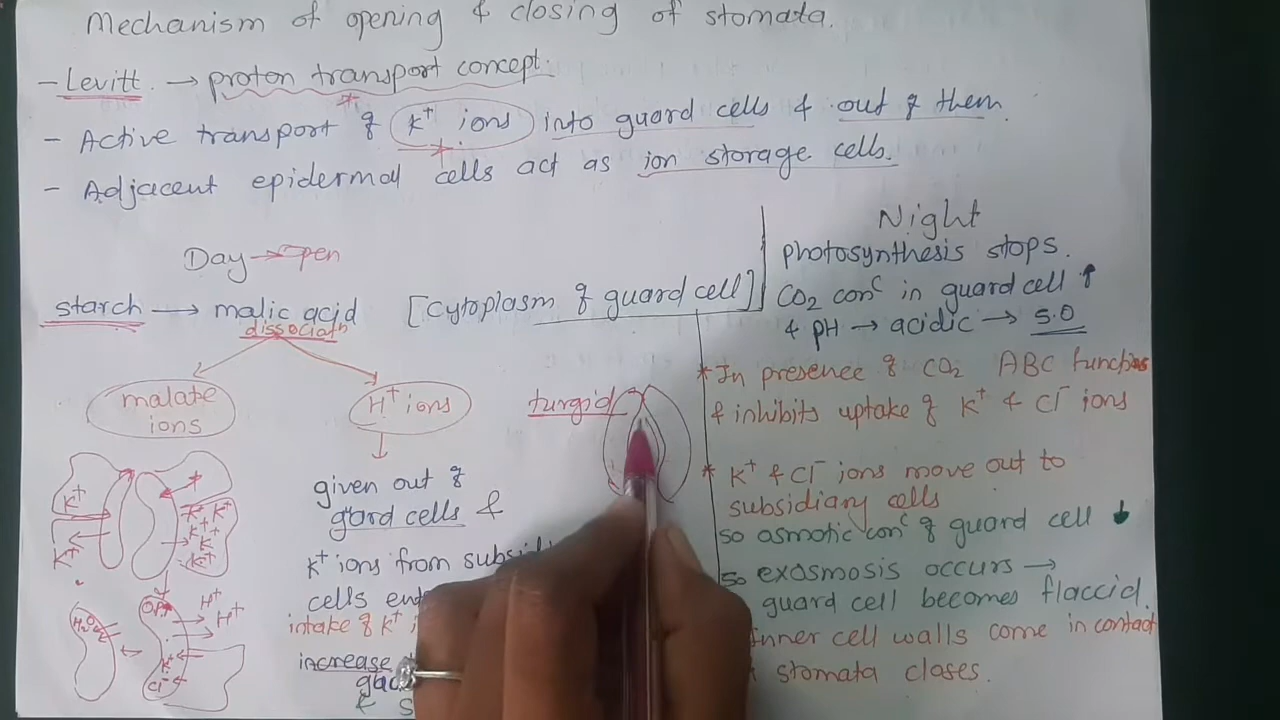 Mechanism of opening & closing of stomata.
- Levitt. → proton transport concept.
- Active transport of K+ ions into guard cells & out of them.
- Adjacent epidermal cells act as ion storage cells.
Day → Open
starch → malic acid [cytoplasm of guard cell]
dissociatn
malate ions
H+ ions
given out of
gard cells &
K+ ions from
cells
intake of K+
increase
turgid
K+
K+
K+ K+
K+
K+
K+
H2O
OP↑
H+
H+
K+
Cl-
Night
photosynthesis stops.
CO2 conc in guard cell ↑
& pH → acidic → 5.0
* In presence of CO2 ABC functions
& inhibits uptake of K+ & Cl- ions
* K+ & Cl- ions move out to
subsidiary cells
so osmotic conc of guard cell ↓
so exosmosis occurs →
guard cell becomes flaccid.
Inner cell walls come in contact
stomata closes.